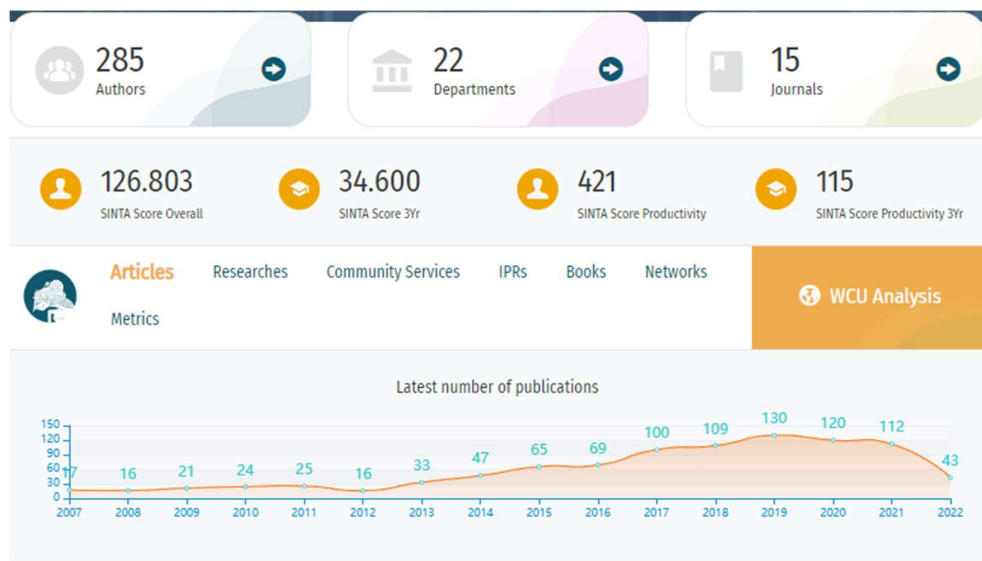 285
Authors
22
Departments
15
Journals
126.803
SINTA Score Overall
34.600
SINTA Score 3Yr
421
SINTA Score Productivity
115
SINTA Score Productivity 3Yr
Articles Researches Community Services IPRs Books Networks
Metrics
WCU Analysis
Latest number of publications
150
120
90
60
30
0
17 16 21 24 25 16 33 47 65 69 100 109 130 120 112 43
2007 2008 2009 2010 2011 2012 2013 2014 2015 2016 2017 2018 2019 2020 2021 2022